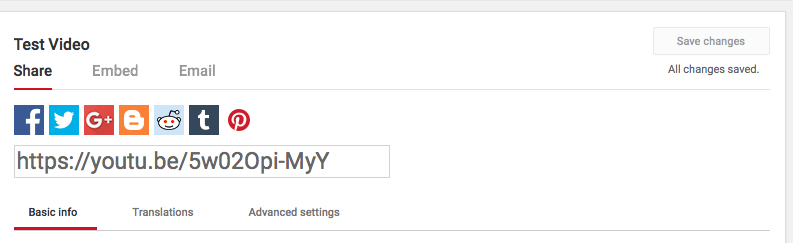 Test Video
Save changes
Share Embed Email
All changes saved.
f G+ B t
https://youtu.be/5w02Opi-MyY
Basic info Translations Advanced settings